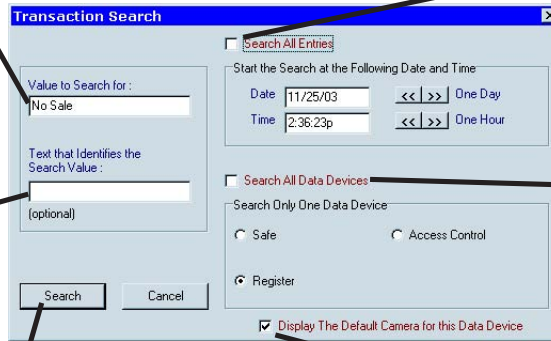 Transaction Search
Search All Entries
Value to Search for :
No Sale
Text that Identifies the
Search Value :
(optional)
Start the Search at the Following Date and Time
Date 11/25/03 << >> One Day
Time 2:36:23p << >> One Hour
Search All Data Devices
Search Only One Data Device
Safe Access Control
Register
Search Cancel
Display The Default Camera for this Data Device